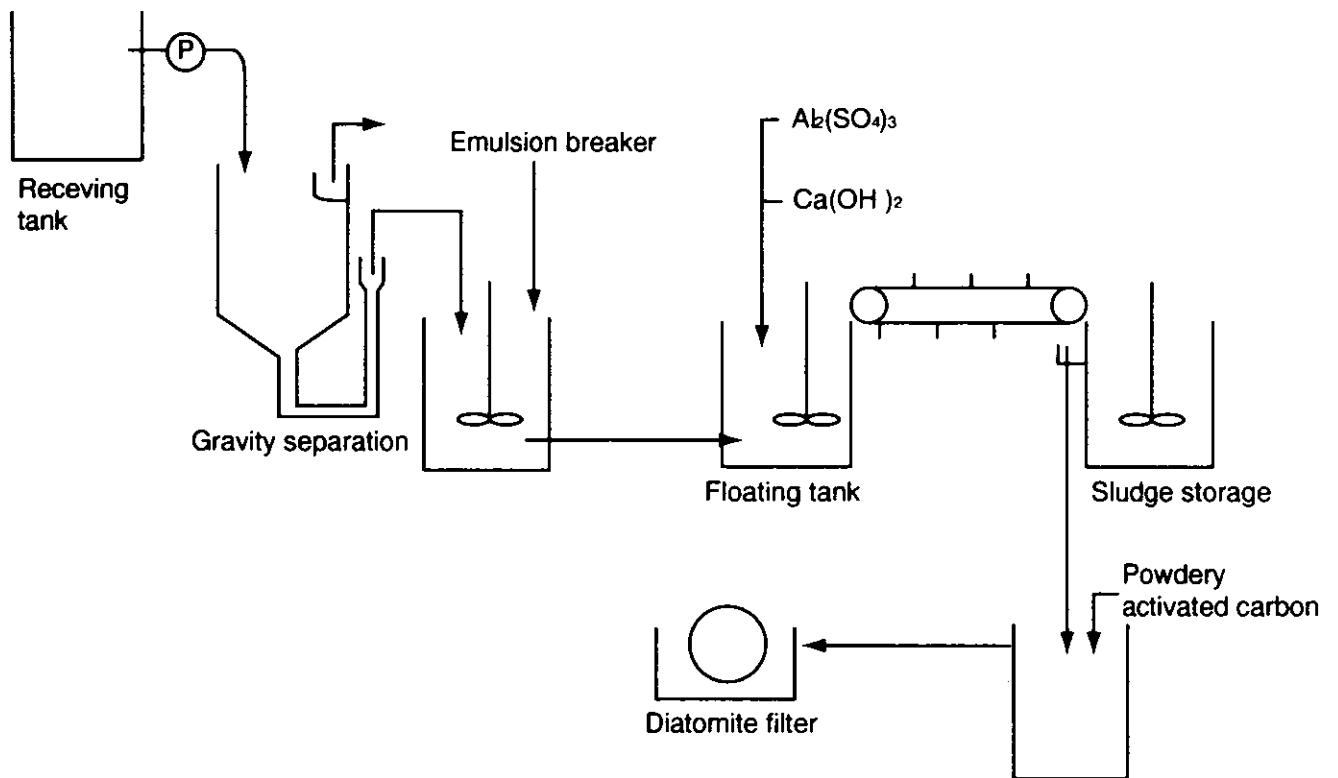 P
Receving
tank
Gravity separation
Emulsion breaker
Al₂(SO₄)₃
Ca(OH )₂
Floating tank
Sludge storage
Powdery
activated carbon
Diatomite filter